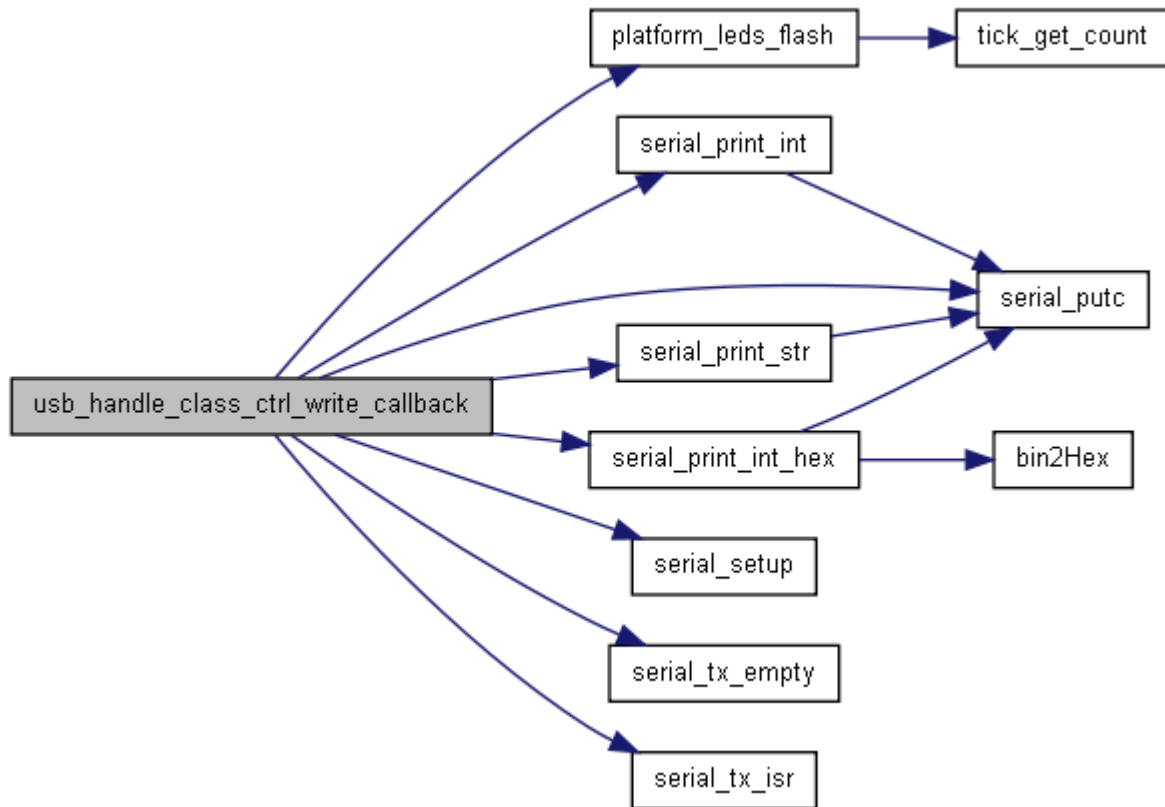 platform_leds_flash
tick_get_count
serial_print_int
serial_putc
serial_print_str
usb_handle_class_ctrl_write_callback
serial_print_int_hex
bin2Hex
serial_setup
serial_tx_empty
serial_tx_isr